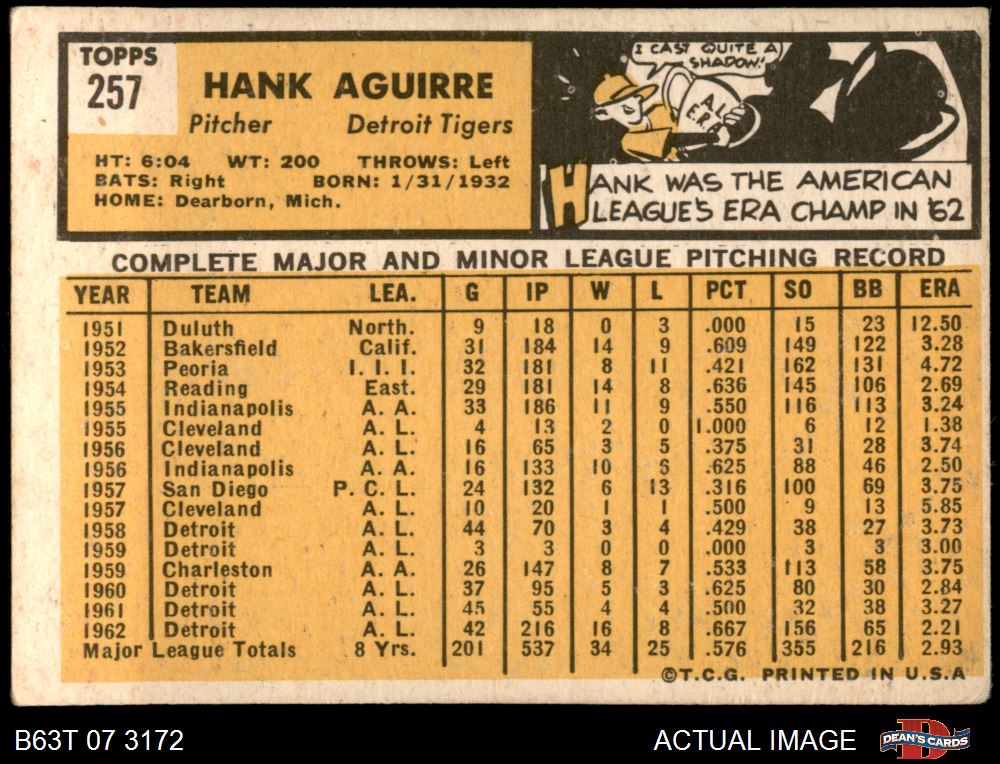 TOPPS
257
HANK AGUIRRE
Pitcher Detroit Tigers
HT: 6:04 WT: 200 THROWS: Left
BATS: Right BORN: 1/31/1932
HOME: Dearborn, Mich.
I CAST QUITE A
SHADOW!
A.L.
E.R.A.
HANK WAS THE AMERICAN
LEAGUE'S ERA CHAMP IN '62
COMPLETE MAJOR AND MINOR LEAGUE PITCHING RECORD
YEAR TEAM LEA. G IP W L PCT SO BB ERA
1951 Duluth North. 9 18 0 3 .000 15 23 12.50
1952 Bakersfield Calif. 31 184 14 9 .609 149 122 3.28
1953 Peoria I. I. I. 32 181 8 11 .421 162 131 4.72
1954 Reading East. 29 181 14 8 .636 145 106 2.69
1955 Indianapolis A. A. 33 186 11 9 .550 116 113 3.24
1955 Cleveland A. L. 4 13 2 0 1.000 6 12 1.38
1956 Cleveland A. L. 16 65 3 5 .375 31 28 3.74
1956 Indianapolis A. A. 16 133 10 6 .625 88 46 2.50
1957 San Diego P. C. L. 24 132 6 13 .316 100 69 3.75
1957 Cleveland A. L. 10 20 1 1 .500 9 13 5.85
1958 Detroit A. L. 44 70 3 4 .429 38 27 3.73
1959 Detroit A. L. 3 3 0 0 .000 3 3 3.00
1959 Charleston A. A. 26 147 8 7 .533 113 58 3.75
1960 Detroit A. L. 37 95 5 3 .625 80 30 2.84
1961 Detroit A. L. 45 55 4 4 .500 32 38 3.27
1962 Detroit A. L. 42 216 16 8 .667 156 65 2.21
Major League Totals 8 Yrs. 201 537 34 25 .576 355 216 2.93
©T.C.G. PRINTED IN U.S.A
B63T 07 3172
ACTUAL IMAGE
D
DEAN'S CARDS